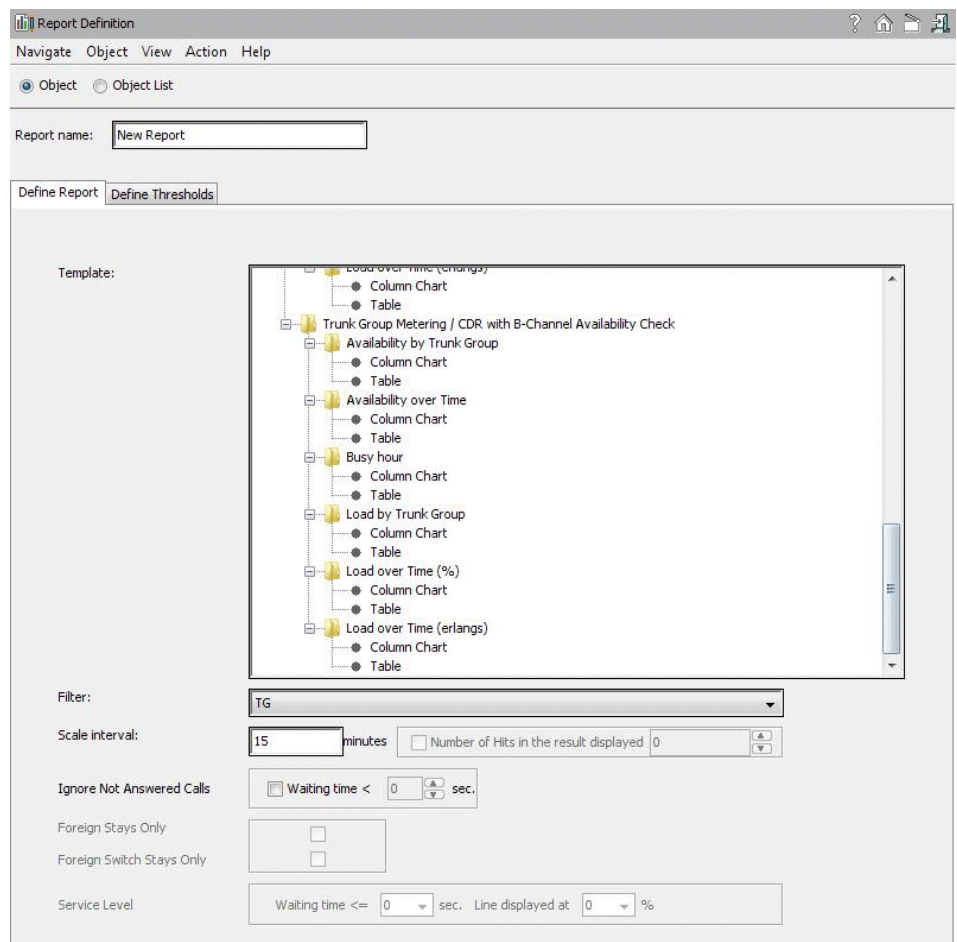 Report Definition
Navigate Object View Action Help
Object Object List
Report name: New Report
Define Report Define Thresholds
Template:
Load over Time (erlangs)
Column Chart
Table
Trunk Group Metering / CDR with B-Channel Availability Check
Availability by Trunk Group
Column Chart
Table
Availability over Time
Column Chart
Table
Busy hour
Column Chart
Table
Load by Trunk Group
Column Chart
Table
Load over Time (%)
Column Chart
Table
Load over Time (erlangs)
Column Chart
Table
Filter: TG
Scale interval: 15 minutes Number of Hits in the result displayed 0
Ignore Not Answered Calls Waiting time < 0 sec.
Foreign Stays Only
Foreign Switch Stays Only
Service Level Waiting time <= 0 sec. Line displayed at 0 %